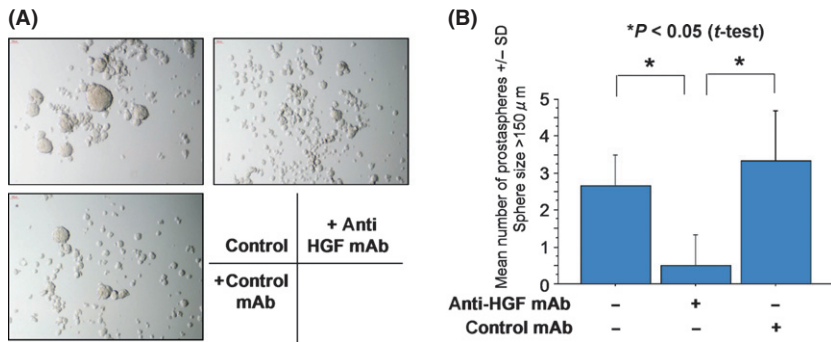 (A)
Control
+ Anti
HGF mAb
+Control
mAb
(B)
*P < 0.05 (t-test)
*
*
Mean number of prostaspheres +/− SD
Sphere size >150 μm
5
4
3
2
1
0
Anti-HGF mAb − + −
Control mAb − − +